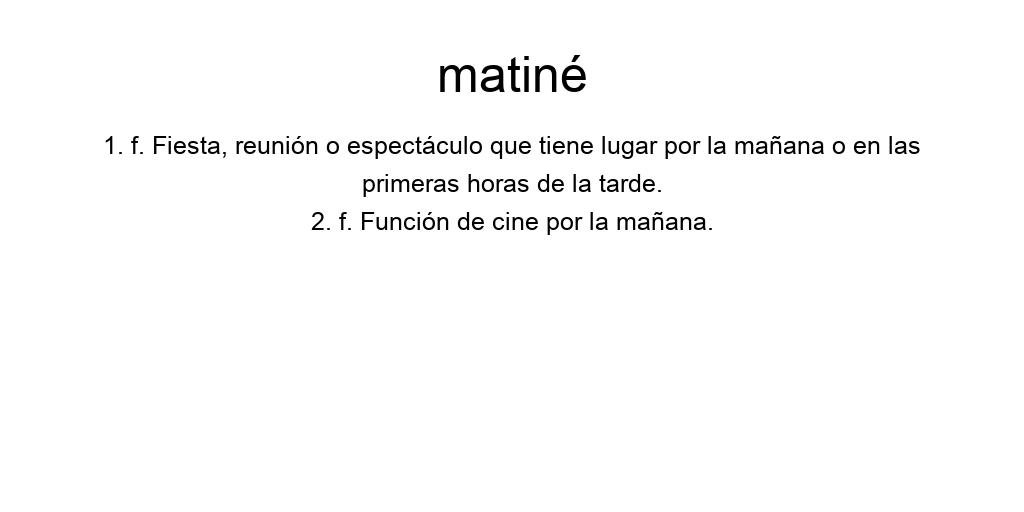 matiné
1. f. Fiesta, reunión o espectáculo que tiene lugar por la mañana o en las
primeras horas de la tarde.
2. f. Función de cine por la mañana.